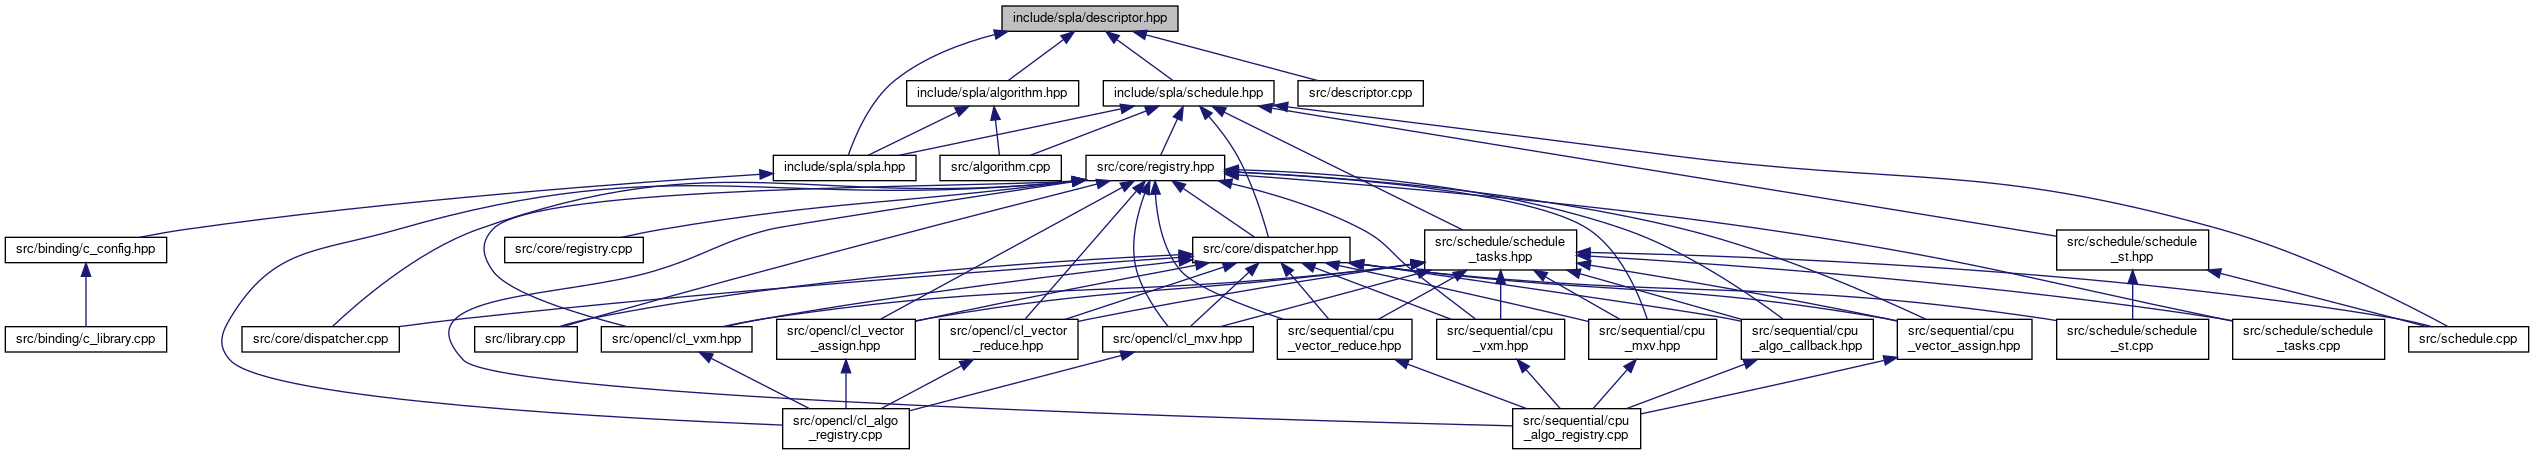 include/spla/descriptor.hpp
include/spla/algorithm.hpp
include/spla/schedule.hpp
src/descriptor.cpp
include/spla/spla.hpp
src/algorithm.cpp
src/core/registry.hpp
src/binding/c_config.hpp
src/core/registry.cpp
src/core/dispatcher.hpp
src/schedule/schedule
_tasks.hpp
src/schedule/schedule
_st.hpp
src/binding/c_library.cpp
src/core/dispatcher.cpp
src/library.cpp
src/opencl/cl_vxm.hpp
src/opencl/cl_vector
_assign.hpp
src/opencl/cl_vector
_reduce.hpp
src/opencl/cl_mxv.hpp
src/sequential/cpu
_vector_reduce.hpp
src/sequential/cpu
_vxm.hpp
src/sequential/cpu
_mxv.hpp
src/sequential/cpu
_algo_callback.hpp
src/sequential/cpu
_vector_assign.hpp
src/schedule/schedule
_st.cpp
src/schedule/schedule
_tasks.cpp
src/schedule.cpp
src/opencl/cl_algo
_registry.cpp
src/sequential/cpu
_algo_registry.cpp